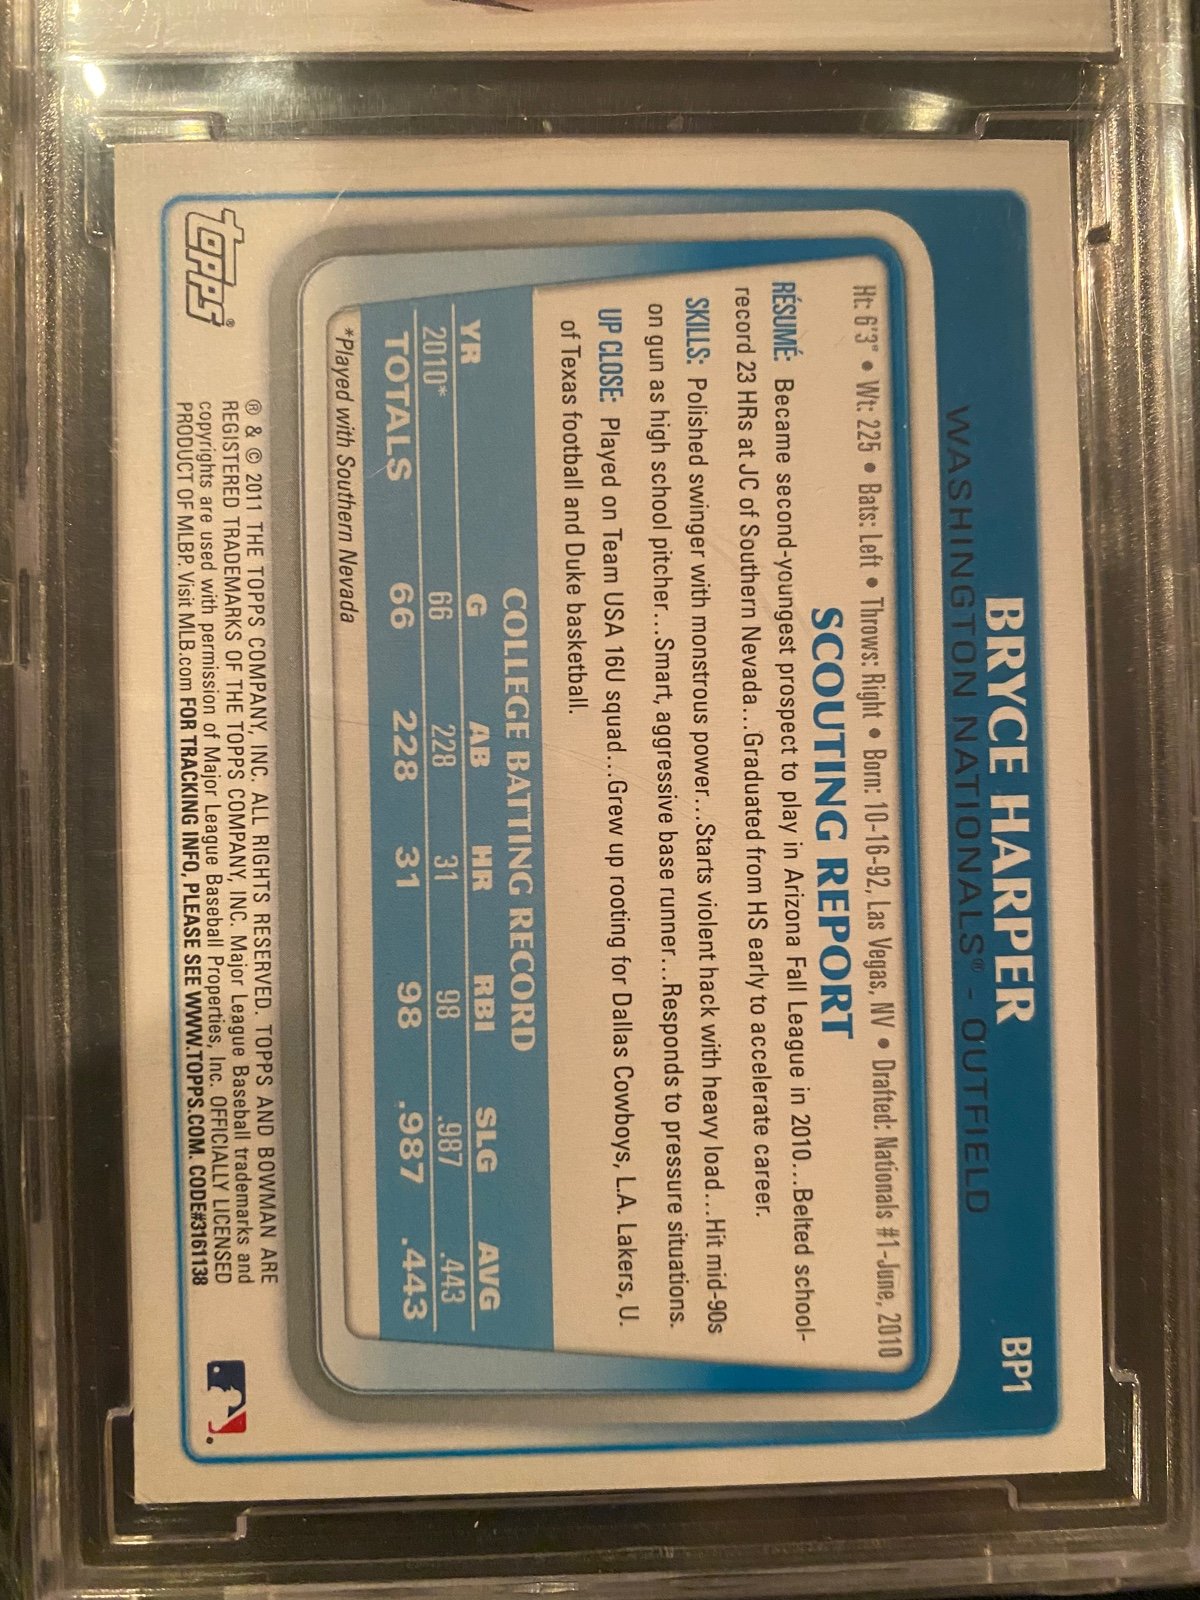 BRYCE HARPER
BP1
WASHINGTON NATIONALS® - OUTFIELD
Ht: 6'3" • Wt: 225 • Bats: Left • Throws: Right • Born: 10-16-92, Las Vegas, NV • Drafted: Nationals #1-June, 2010
SCOUTING REPORT
RÉSUMÉ: Became second-youngest prospect to play in Arizona Fall League in 2010...Belted school-
record 23 HRs at JC of Southern Nevada...Graduated from HS early to accelerate career.
SKILLS: Polished swinger with monstrous power...Starts violent hack with heavy load...Hit mid-90s
on gun as high school pitcher...Smart, aggressive base runner...Responds to pressure situations.
UP CLOSE: Played on Team USA 16U squad...Grew up rooting for Dallas Cowboys, L.A. Lakers, U.
of Texas football and Duke basketball.
COLLEGE BATTING RECORD
YR G AB HR RBI SLG AVG
2010* 66 228 31 98 .987 .443
TOTALS 66 228 31 98 .987 .443
*Played with Southern Nevada
topps®
® & © 2011 THE TOPPS COMPANY, INC. ALL RIGHTS RESERVED. TOPPS AND BOWMAN ARE
REGISTERED TRADEMARKS OF THE TOPPS COMPANY, INC. Major League Baseball trademarks and
copyrights are used with permission of Major League Baseball Properties, Inc. OFFICIALLY LICENSED
PRODUCT OF MLBP. Visit MLB.com FOR TRACKING INFO, PLEASE SEE WWW.TOPPS.COM. CODE#3161138